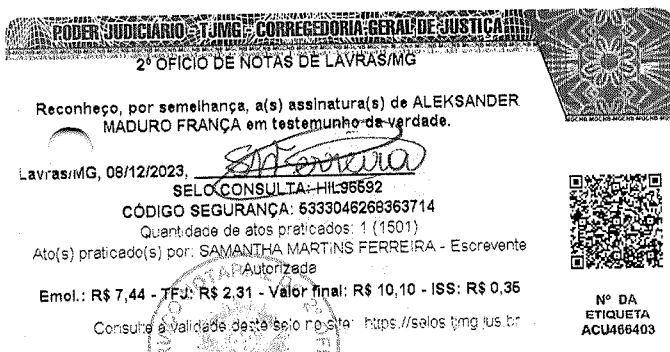 PODER JUDICIÁRIO - TJMG - CORREGEDORIA-GERAL DE JUSTIÇA
2º OFÍCIO DE NOTAS DE LAVRAS/MG
Reconheço, por semelhança, a(s) assinatura(s) de ALEKSANDER
MADURO FRANÇA em testemunho da verdade.
Lavras/MG, 08/12/2023,
SELO CONSULTA: HIL96592
CÓDIGO SEGURANÇA: 5333046268363714
Quantidade de atos praticados: 1 (1501)
Ato(s) praticado(s) por: SAMANTHA MARTINS FERREIRA - Escrevente
Autorizada
Emol.: R$ 7,44 - TFJ: R$ 2,31 - Valor final: R$ 10,10 - ISS: R$ 0,35
Consulte a validade deste selo no site: https://selos.tjmg.jus.br
Nº DA
ETIQUETA
ACU466403